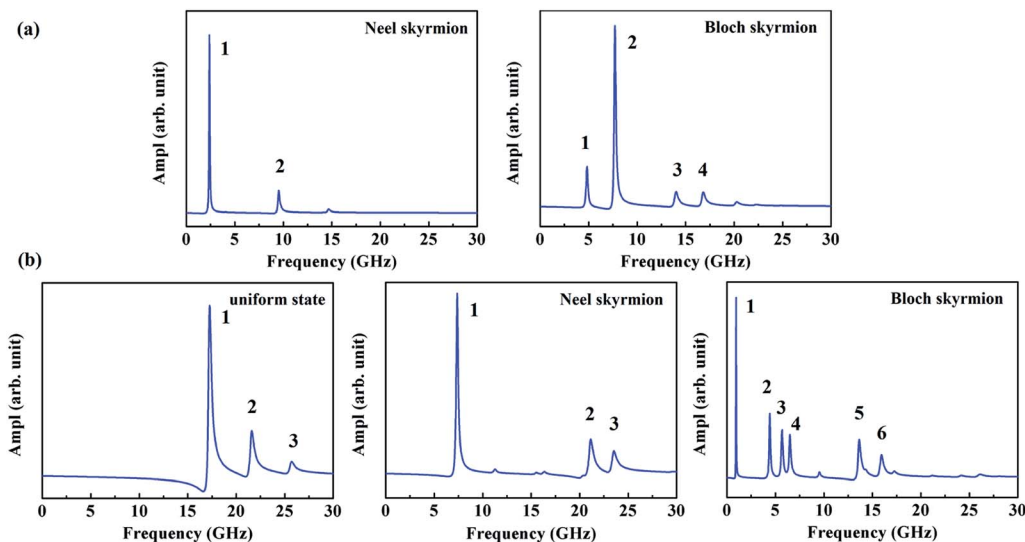 (a)
Neel skyrmion
1
2
Ampl (arb. unit)
0 5 10 15 20 25 30
Frequency (GHz)
Bloch skyrmion
2
1
3 4
Ampl (arb. unit)
0 5 10 15 20 25 30
Frequency (GHz)
(b)
uniform state
1
2
3
Ampl (arb. unit)
0 5 10 15 20 25 30
Frequency (GHz)
Neel skyrmion
1
2 3
Ampl (arb. unit)
0 5 10 15 20 25 30
Frequency (GHz)
Bloch skyrmion
1
2
3
4
5
6
Ampl (arb. unit)
0 5 10 15 20 25 30
Frequency (GHz)